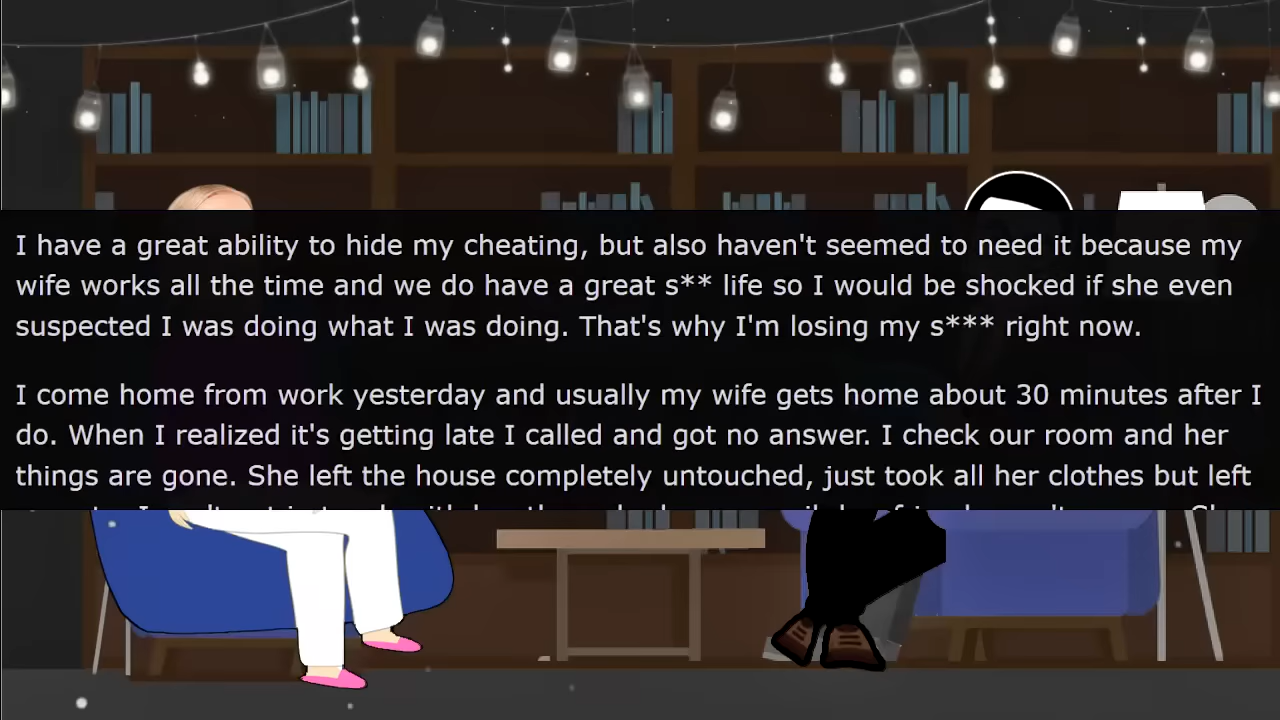 I have a great ability to hide my cheating, but also haven't seemed to need it because my
wife works all the time and we do have a great s** life so I would be shocked if she even
suspected I was doing what I was doing. That's why I'm losing my s*** right now.
I come home from work yesterday and usually my wife gets home about 30 minutes after I
do. When I realized it's getting late I called and got no answer. I check our room and her
things are gone. She left the house completely untouched, just took all her clothes but left